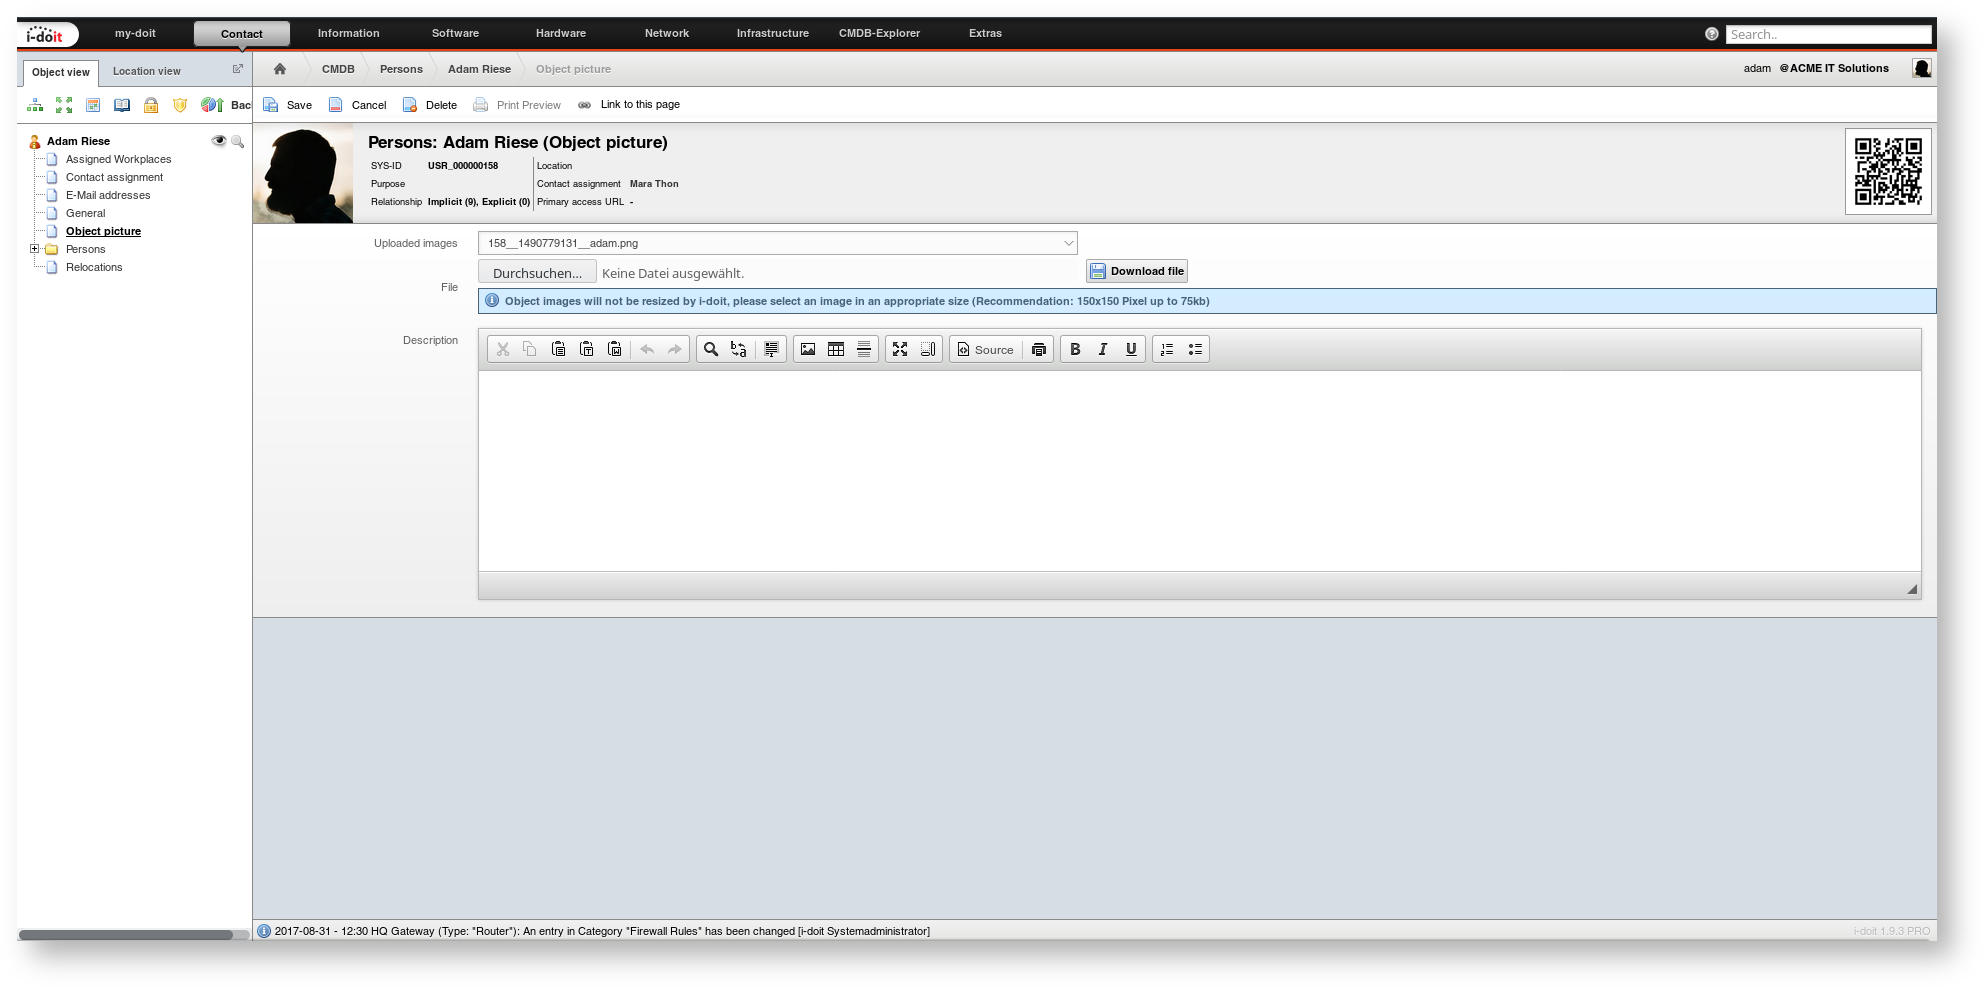 i-doit my-doit Contact Information Software Hardware Network Infrastructure CMDB-Explorer Extras Search..
Object view Location view
CMDB Persons Adam Riese Object picture adam @ACME IT Solutions
Bac Save Cancel Delete Print Preview Link to this page
Adam Riese
Assigned Workplaces
Contact assignment
E-Mail addresses
General
Object picture
Persons
Relocations
Persons: Adam Riese (Object picture)
SYS-ID USR_000000158 Location
Purpose Contact assignment Mara Thon
Relationship Implicit (9), Explicit (0) Primary access URL -
Uploaded images 158__1490779131__adam.png
File Durchsuchen... Keine Datei ausgewählt. Download file
Object images will not be resized by i-doit, please select an image in an appropriate size (Recommendation: 150x150 Pixel up to 75kb)
Description
Source B I U
2017-08-31 - 12:30 HQ Gateway (Type: "Router"): An entry in Category "Firewall Rules" has been changed [i-doit Systemadministrator] i-doit 1.9.3 PRO